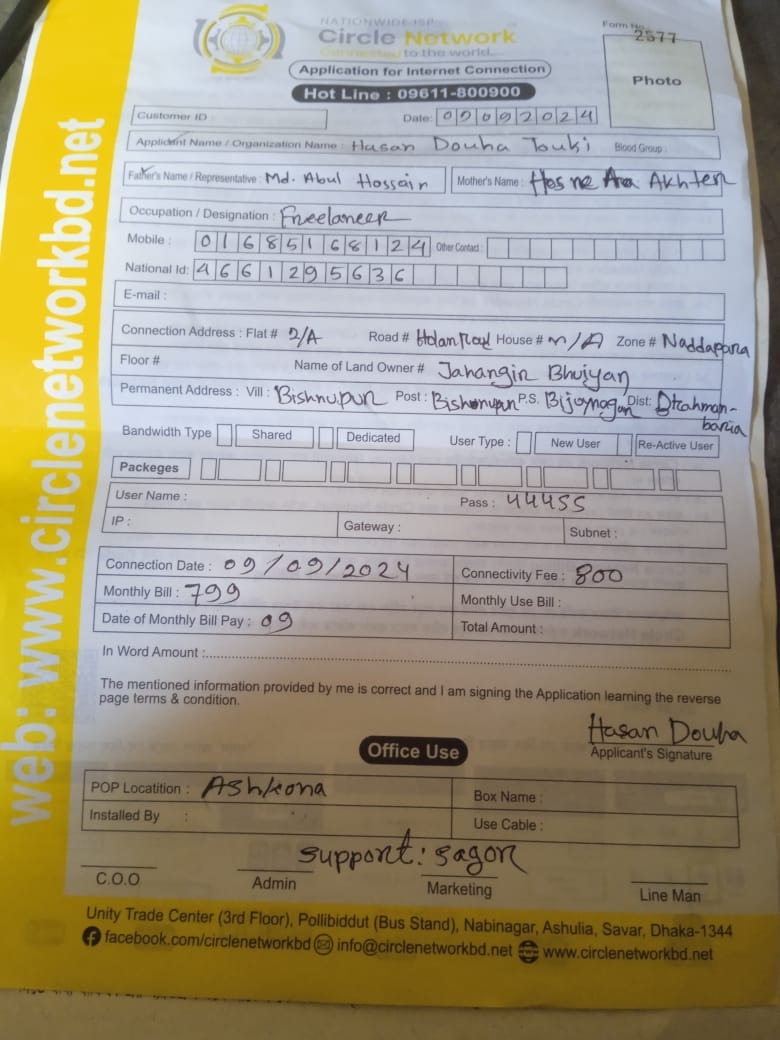 NATIONWIDE ISP
Circle Network
Connected to the world...
Form No. 2577
Photo
Application for Internet Connection
Hot Line : 09611-800900
Customer ID
Date: 09092024
Applicant Name / Organization Name : Hasan Douha Touki Blood Group :
Father's Name / Representative : Md. Abul Hossain Mother's Name : Hosne Ara Akhter
Occupation / Designation : Freelancer
Mobile : 01685168124 Other Contact :
National Id: 4661295636
E-mail :
Connection Address : Flat # 2/A Road # Holan Road House # n/A Zone # Naddapara
Floor # Name of Land Owner # Jahangir Bhuiyan
Permanent Address : Vill : Bishnupur Post : Bishnupur P.S. Bijoynagar Dist: Brahman-
baria
Bandwidth Type Shared Dedicated User Type : New User Re-Active User
Packeges
User Name : Pass : 44455
IP : Gateway : Subnet :
Connection Date : 09/09/2024 Connectivity Fee : 800
Monthly Bill : 799 Monthly Use Bill :
Date of Monthly Bill Pay : 09 Total Amount :
In Word Amount :
The mentioned information provided by me is correct and I am signing the Application learning the reverse
page terms & condition.
Hasan Douha
Applicant's Signature
Office Use
POP Locatition : Ashkona Box Name :
Installed By : Use Cable :
support: sagor
C.O.O Admin Marketing Line Man
Unity Trade Center (3rd Floor), Pollibiddut (Bus Stand), Nabinagar, Ashulia, Savar, Dhaka-1344
facebook.com/circlenetworkbd info@circlenetworkbd.net www.circlenetworkbd.net
web: www.circlenetworkbd.net